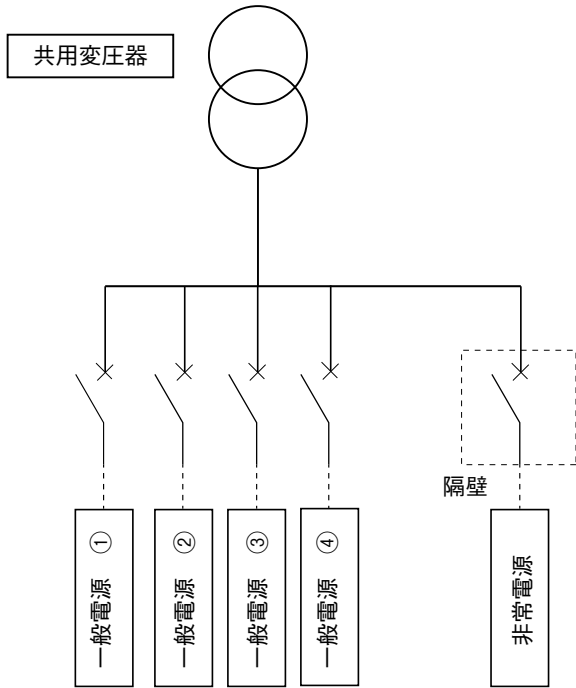 共用変圧器
隔壁
一般電源 ①
一般電源 ②
一般電源 ③
一般電源 ④
非常電源